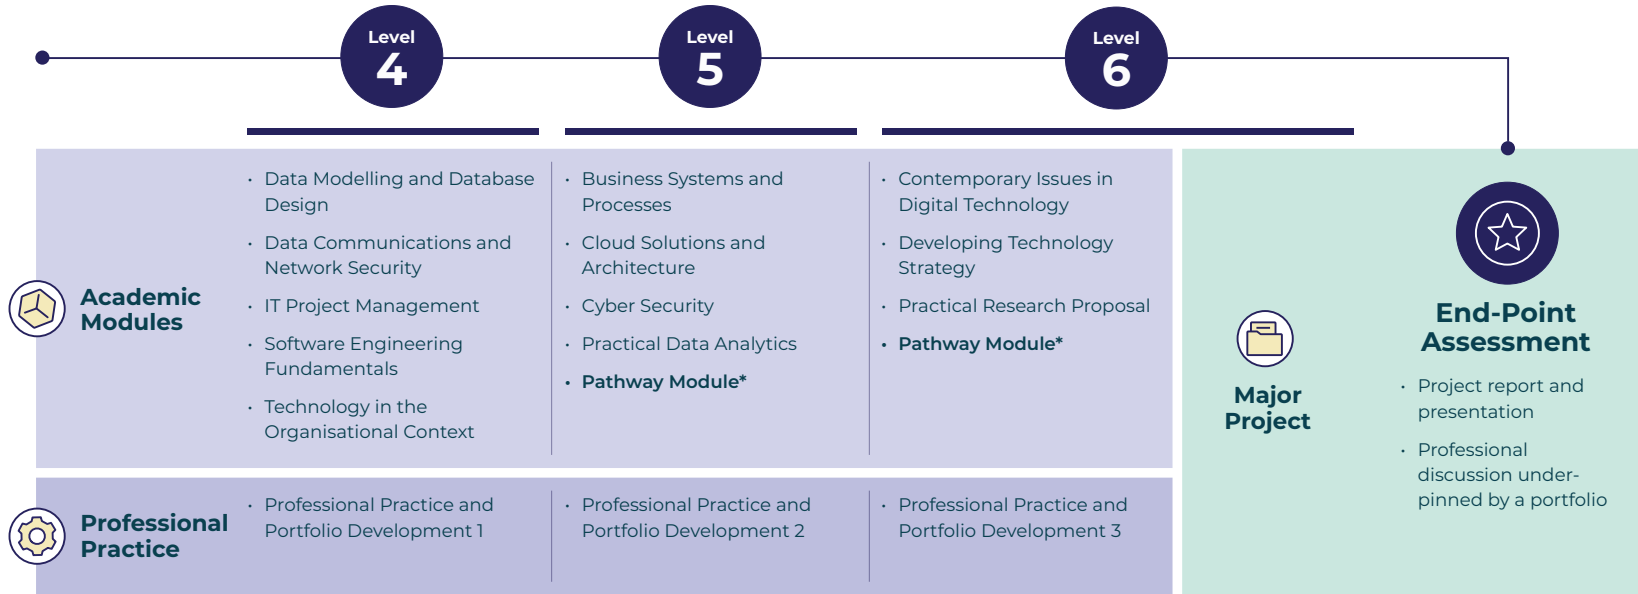 Level
4
Level
5
Level
6
Academic
Modules
• Data Modelling and Database
Design
• Data Communications and
Network Security
• IT Project Management
• Software Engineering
Fundamentals
• Technology in the
Organisational Context
• Business Systems and
Processes
• Cloud Solutions and
Architecture
• Cyber Security
• Practical Data Analytics
• Pathway Module*
• Contemporary Issues in
Digital Technology
• Developing Technology
Strategy
• Practical Research Proposal
• Pathway Module*
Professional
Practice
• Professional Practice and
Portfolio Development 1
• Professional Practice and
Portfolio Development 2
• Professional Practice and
Portfolio Development 3
Major
Project
End-Point
Assessment
• Project report and
presentation
• Professional
discussion under-
pinned by a portfolio